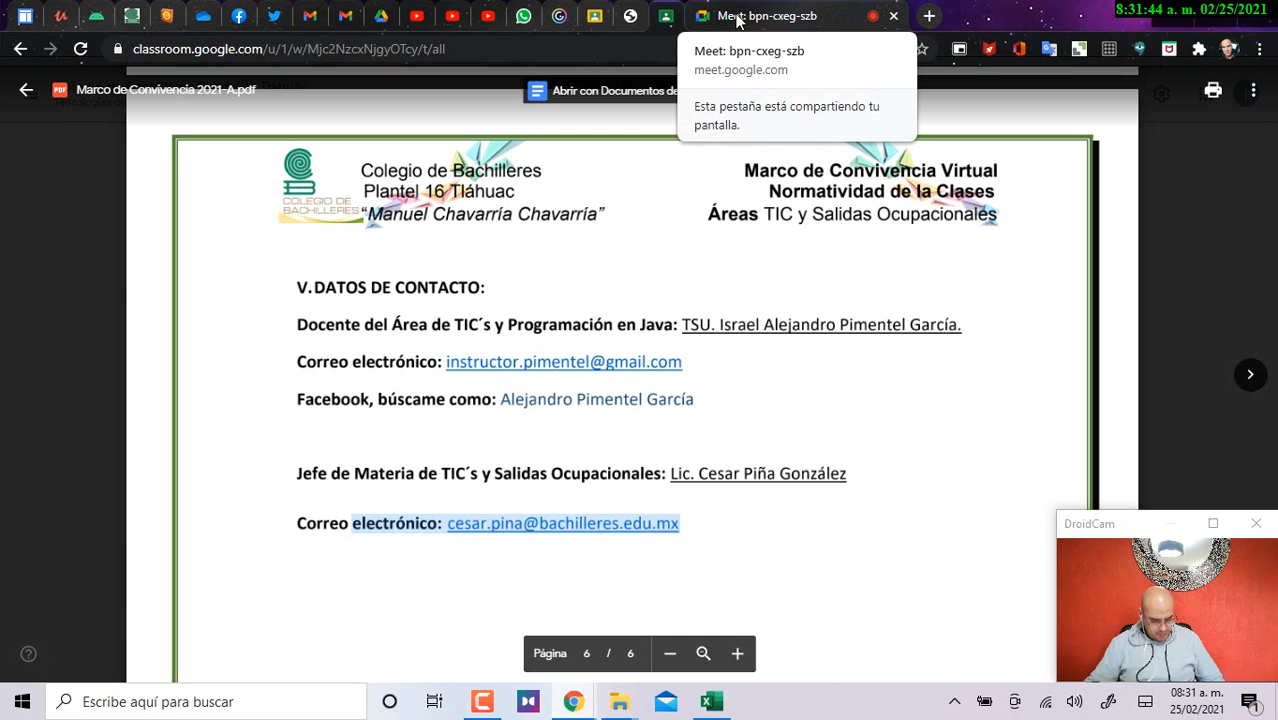 8:31:44 a. m. 02/25/2021
Meet: bpn-cxeg-szb
classroom.google.com/u/1/w/Mjc2NzcxNjgyOTcy/t/all
Meet: bpn-cxeg-szb
meet.google.com
Esta pestaña está compartiendo tu
pantalla.
PDF Marco de Convivencia 2021-A.pdf
Abrir con Documentos de
Colegio de Bachilleres
Plantel 16 Tláhuac
"Manuel Chavarría Chavarría"
COLEGIO DE
BACHILLERES
Marco de Convivencia Virtual
Normatividad de la Clases
Áreas TIC y Salidas Ocupacionales
V. DATOS DE CONTACTO:
Docente del Área de TIC´s y Programación en Java: TSU. Israel Alejandro Pimentel García.
Correo electrónico: instructor.pimentel@gmail.com
Facebook, búscame como: Alejandro Pimentel García
Jefe de Materia de TIC´s y Salidas Ocupacionales: Lic. Cesar Piña González
Correo electrónico: cesar.pina@bachilleres.edu.mx
DroidCam
Página 6 / 6
Escribe aquí para buscar
08:31 a. m.
25/02/2021